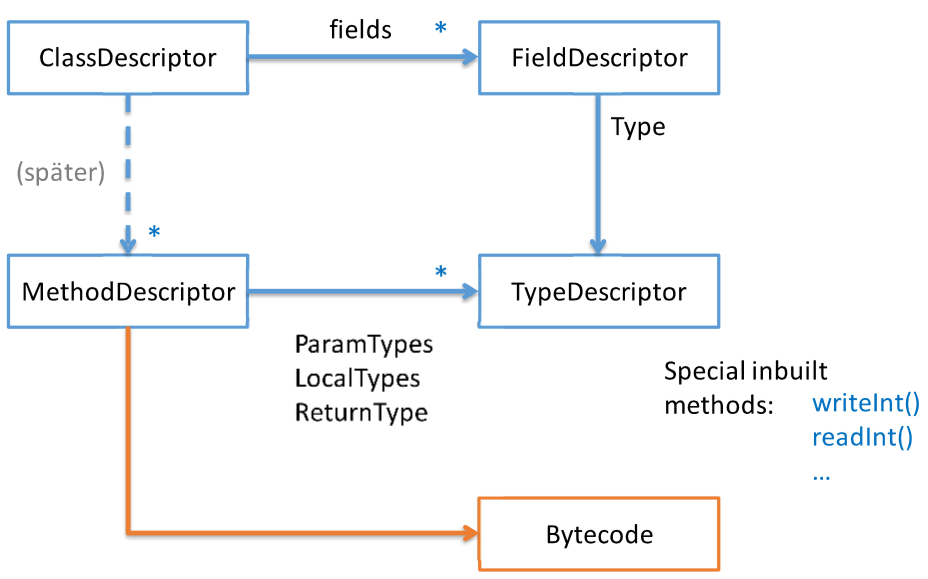 fields *
ClassDescriptor
FieldDescriptor
Type
(später)
*
*
MethodDescriptor
TypeDescriptor
ParamTypes
LocalTypes
ReturnType
Special inbuilt
methods: writeInt()
readInt()
...
Bytecode